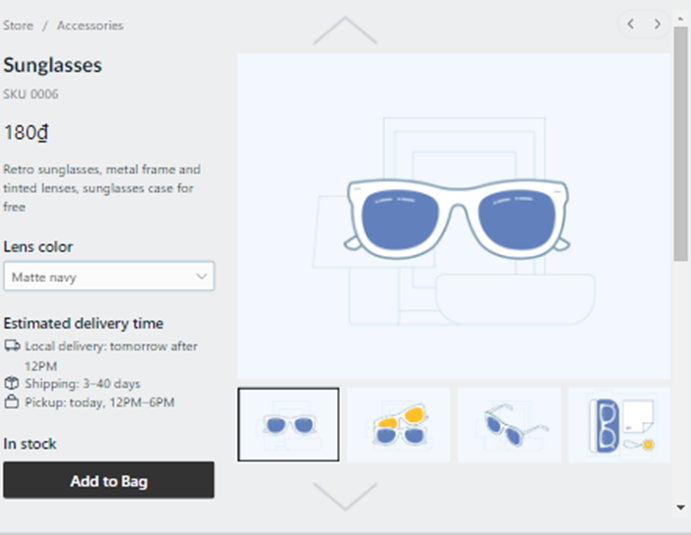 Store / Accessories
Sunglasses
SKU 0006
180₫
Retro sunglasses, metal frame and
tinted lenses, sunglasses case for
free
Lens color
Matte navy
Estimated delivery time
Local delivery: tomorrow after
12PM
Shipping: 3–40 days
Pickup: today, 12PM–6PM
In stock
Add to Bag